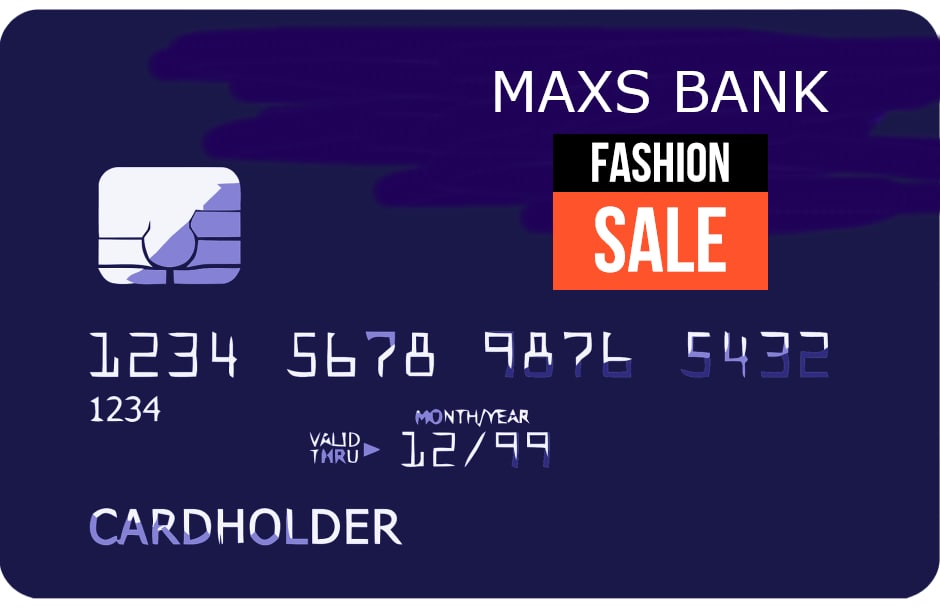 MAXS BANK
FASHION
SALE
1234 5678 9876 5432
1234
MONTH/YEAR
VALID
THRU
12/99
CARDHOLDER